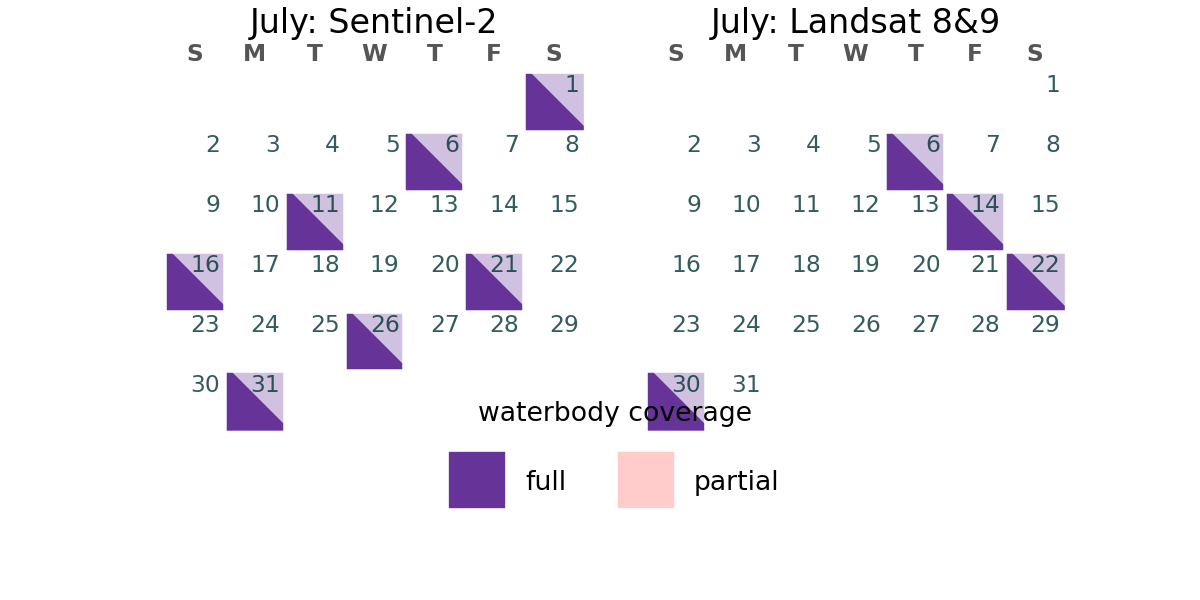 July: Sentinel-2
S M T W T F S
1
2 3 4 5 6 7 8
9 10 11 12 13 14 15
16 17 18 19 20 21 22
23 24 25 26 27 28 29
30 31
July: Landsat 8&9
S M T W T F S
1
2 3 4 5 6 7 8
9 10 11 12 13 14 15
16 17 18 19 20 21 22
23 24 25 26 27 28 29
30 31
waterbody coverage
full partial